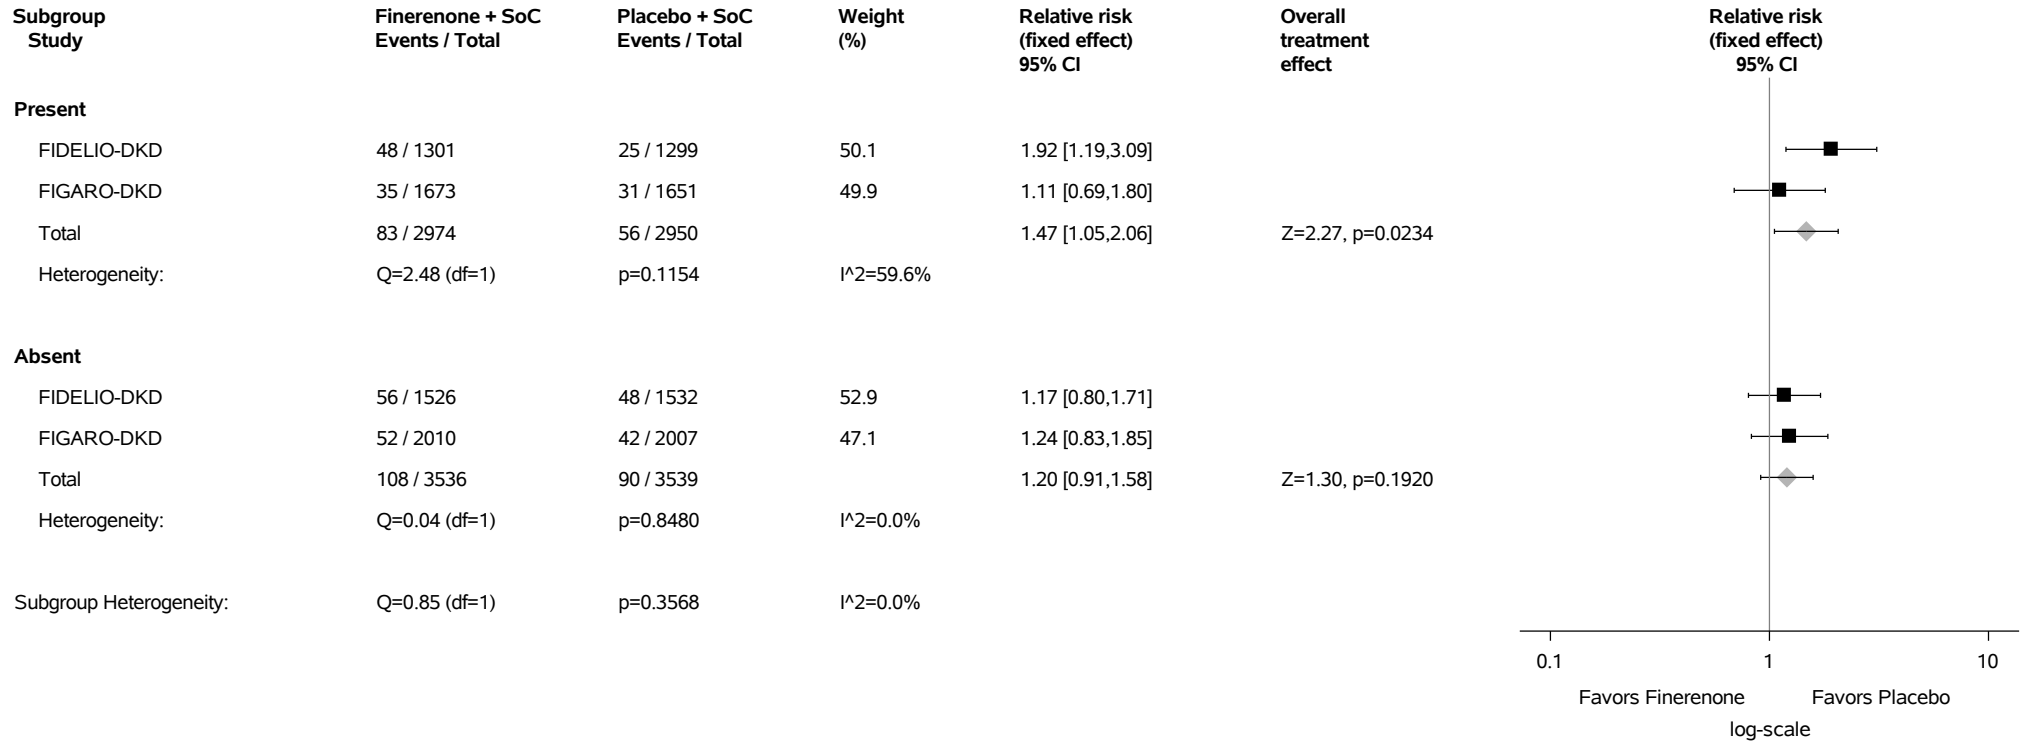 Subgroup Finerenone + SoC Placebo + SoC Weight Relative risk Overall Relative risk
Study Events / Total Events / Total (%) (fixed effect) treatment (fixed effect)
95% CI effect 95% CI
Present
FIDELIO-DKD 48 / 1301 25 / 1299 50.1 1.92 [1.19,3.09]
FIGARO-DKD 35 / 1673 31 / 1651 49.9 1.11 [0.69,1.80]
Total 83 / 2974 56 / 2950 1.47 [1.05,2.06] Z=2.27, p=0.0234
Heterogeneity: Q=2.48 (df=1) p=0.1154 I^2=59.6%
Absent
FIDELIO-DKD 56 / 1526 48 / 1532 52.9 1.17 [0.80,1.71]
FIGARO-DKD 52 / 2010 42 / 2007 47.1 1.24 [0.83,1.85]
Total 108 / 3536 90 / 3539 1.20 [0.91,1.58] Z=1.30, p=0.1920
Heterogeneity: Q=0.04 (df=1) p=0.8480 I^2=0.0%
Subgroup Heterogeneity: Q=0.85 (df=1) p=0.3568 I^2=0.0%
0.1 1 10
Favors Finerenone Favors Placebo
log-scale